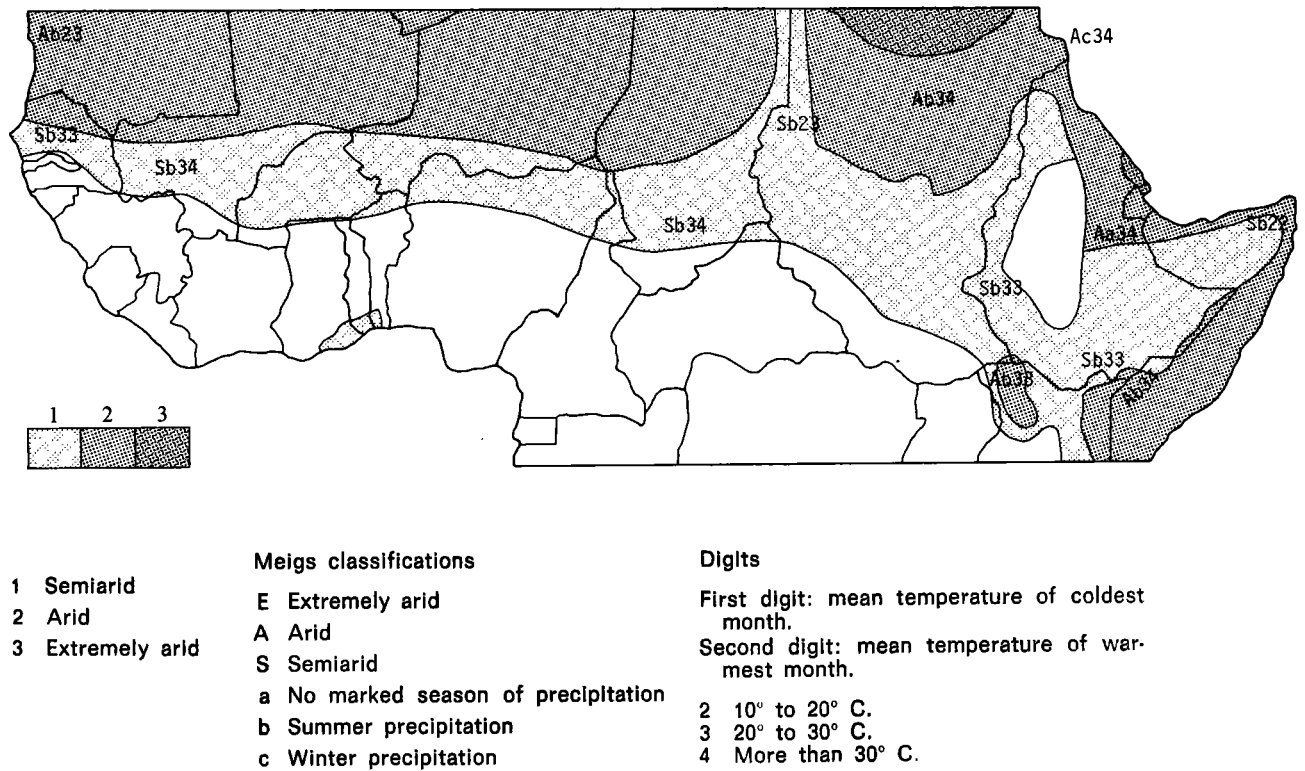 Ab23
Ac34
Ab34
Sb23
Sb33
Sb34
Sb34
Sb22
Sb33
Sb33
Ab33
Ab34
1 2 3
1 Semiarid
2 Arid
3 Extremely arid
Meigs classifications
E Extremely arid
A Arid
S Semiarid
a No marked season of precipitation
b Summer precipitation
c Winter precipitation
Digits
First digit: mean temperature of coldest
month.
Second digit: mean temperature of war-
mest month.
2 10° to 20° C.
3 20° to 30° C.
4 More than 30° C.